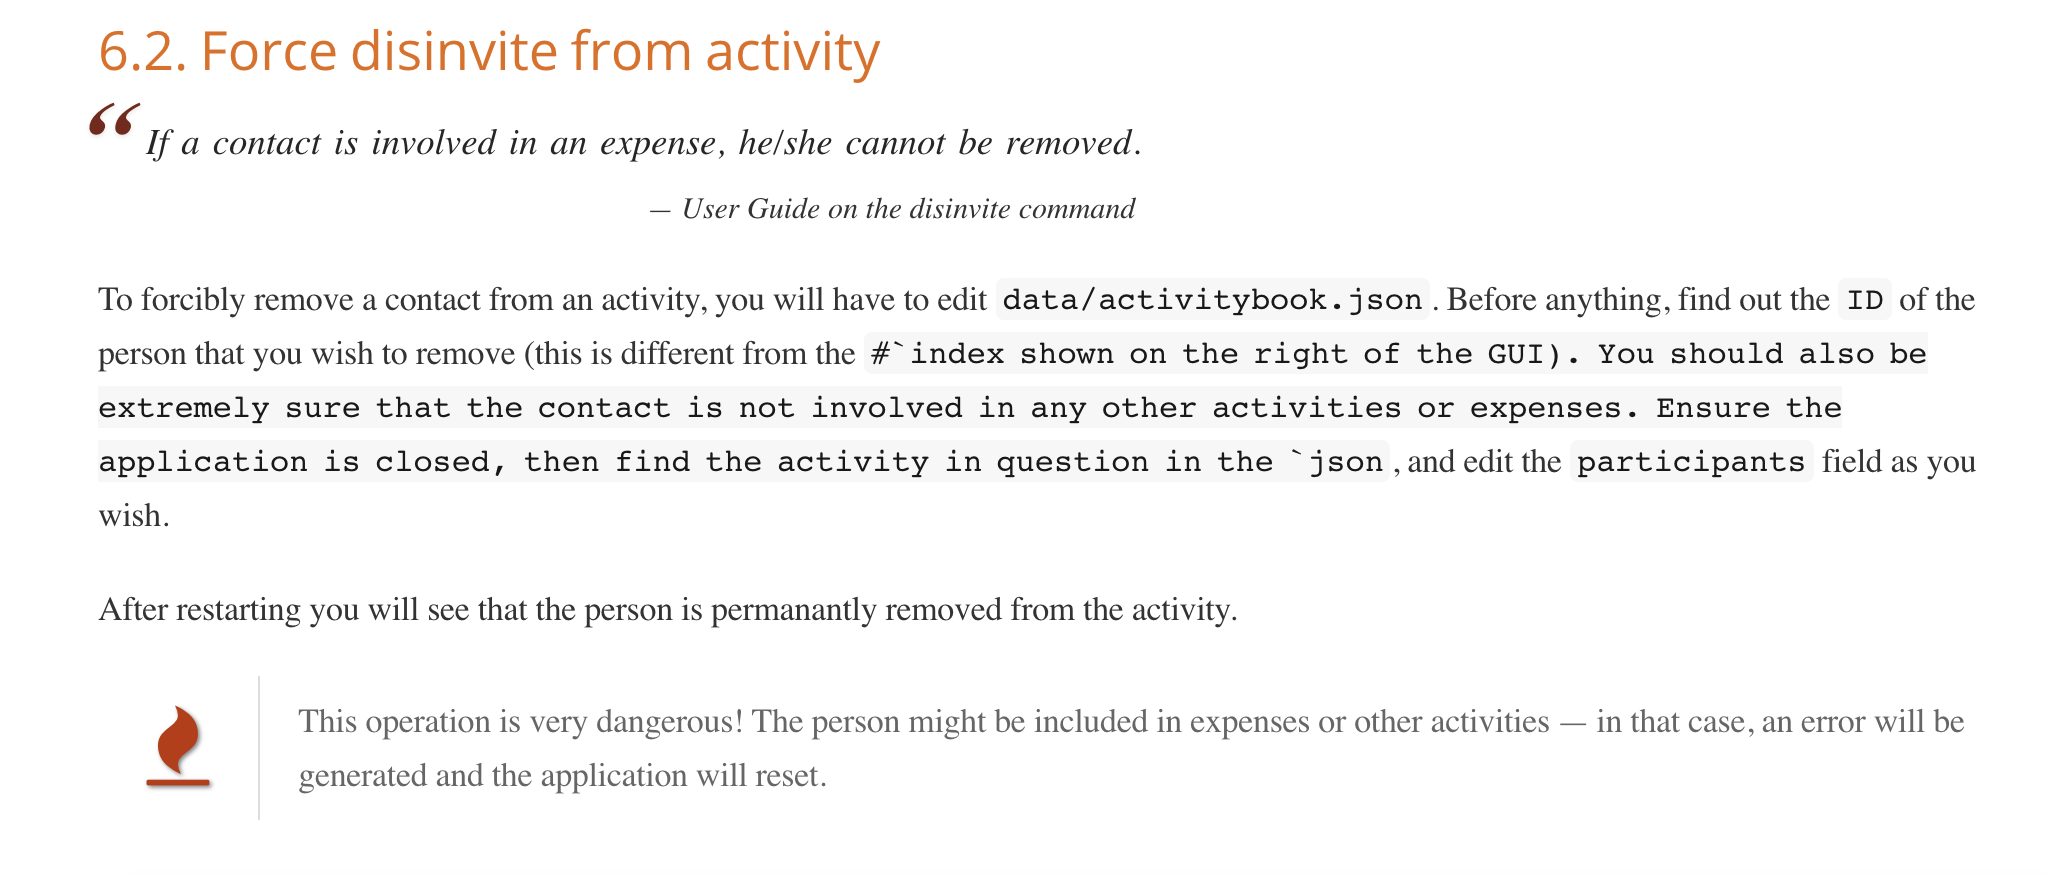 6.2. Force disinvite from activity
“ If a contact is involved in an expense, he/she cannot be removed.
— User Guide on the disinvite command
To forcibly remove a contact from an activity, you will have to edit data/activitybook.json. Before anything, find out the ID of the
person that you wish to remove (this is different from the #`index shown on the right of the GUI). You should also be
extremely sure that the contact is not involved in any other activities or expenses. Ensure the
application is closed, then find the activity in question in the `json, and edit the participants field as you
wish.
After restarting you will see that the person is permanantly removed from the activity.
This operation is very dangerous! The person might be included in expenses or other activities — in that case, an error will be
generated and the application will reset.